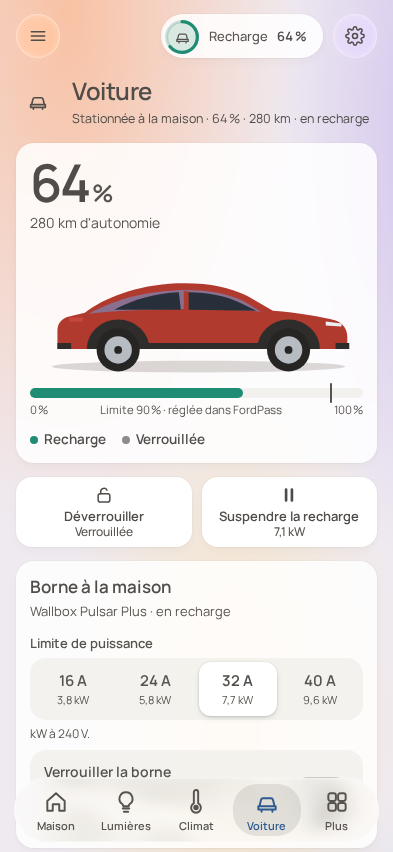 Recharge 64 %
Voiture
Stationnée à la maison · 64 % · 280 km · en recharge
64 %
280 km d'autonomie
0 % Limite 90 % · réglée dans FordPass 100 %
Recharge Verrouillée
Déverrouiller
Verrouillée
Suspendre la recharge
7,1 kW
Borne à la maison
Wallbox Pulsar Plus · en recharge
Limite de puissance
16 A 24 A 32 A 40 A
3,8 kW 5,8 kW 7,7 kW 9,6 kW
kW à 240 V.
Verrouiller la borne
Maison Lumières Climat Voiture Plus